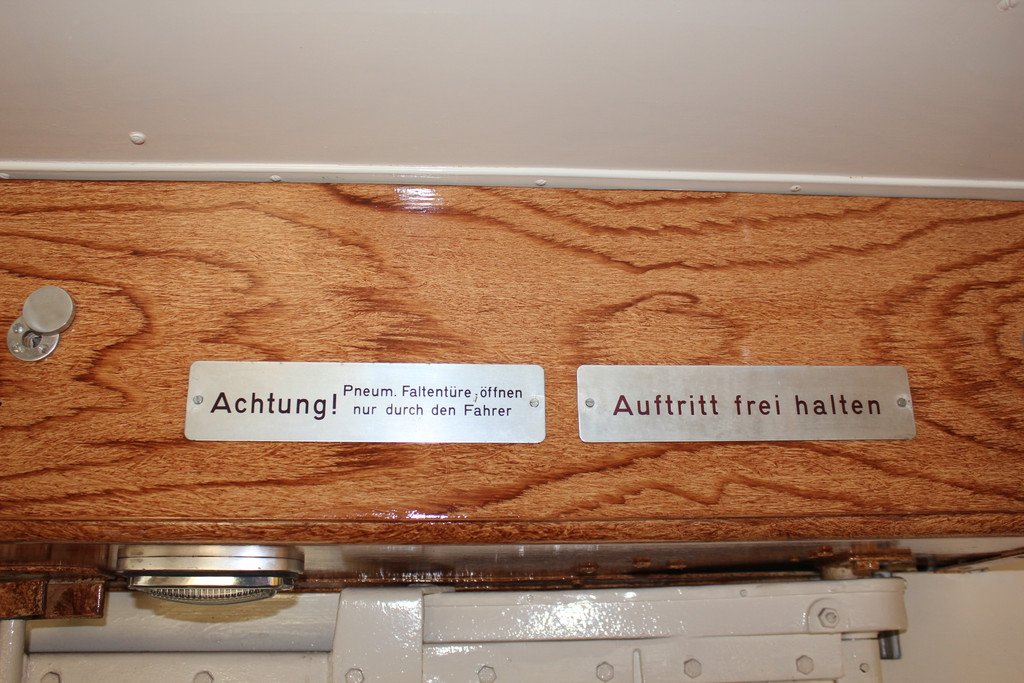 Achtung!
Pneum. Faltentüre, öffnen
nur durch den Fahrer
Auftritt frei halten